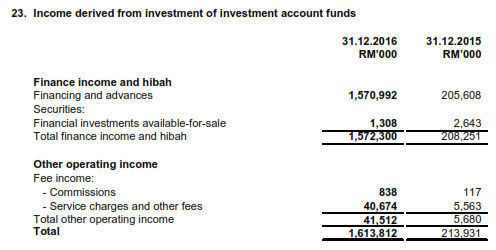 23. Income derived from investment of investment account funds
31.12.2016 31.12.2015
RM'000 RM'000
Finance income and hibah
Financing and advances 1,570,992 205,608
Securities:
Financial investments available-for-sale 1,308 2,643
Total finance income and hibah 1,572,300 208,251
Other operating income
Fee income:
- Commissions 838 117
- Service charges and other fees 40,674 5,563
Total other operating income 41,512 5,680
Total 1,613,812 213,931